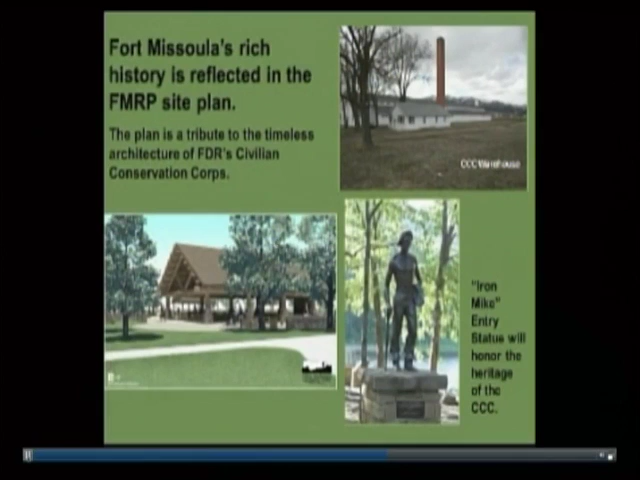 Fort Missoula's rich
history is reflected in the
FMRP site plan.
The plan is a tribute to the timeless
architecture of FDR's Civilian
Conservation Corps.
CCC Warehouse
"Iron
Mike"
Entry
Statue will
honor the
heritage
of the
CCC.